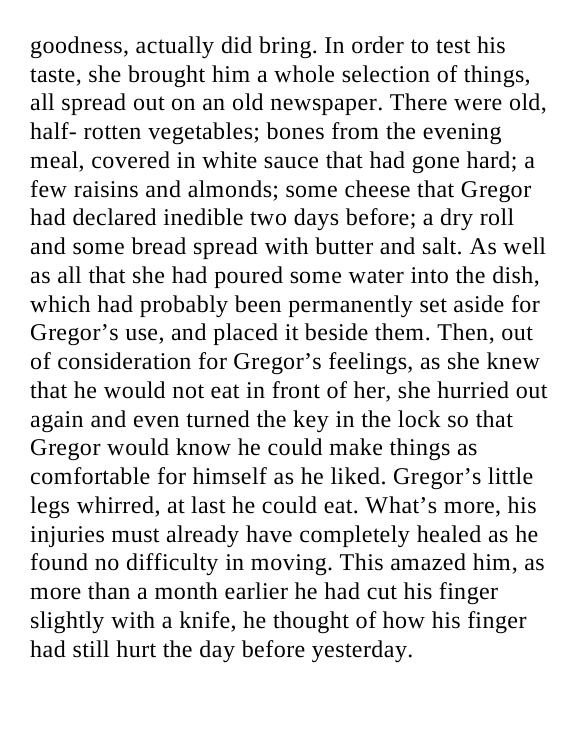 goodness, actually did bring. In order to test his
taste, she brought him a whole selection of things,
all spread out on an old newspaper. There were old,
half- rotten vegetables; bones from the evening
meal, covered in white sauce that had gone hard; a
few raisins and almonds; some cheese that Gregor
had declared inedible two days before; a dry roll
and some bread spread with butter and salt. As well
as all that she had poured some water into the dish,
which had probably been permanently set aside for
Gregor’s use, and placed it beside them. Then, out
of consideration for Gregor’s feelings, as she knew
that he would not eat in front of her, she hurried out
again and even turned the key in the lock so that
Gregor would know he could make things as
comfortable for himself as he liked. Gregor’s little
legs whirred, at last he could eat. What’s more, his
injuries must already have completely healed as he
found no difficulty in moving. This amazed him, as
more than a month earlier he had cut his finger
slightly with a knife, he thought of how his finger
had still hurt the day before yesterday.